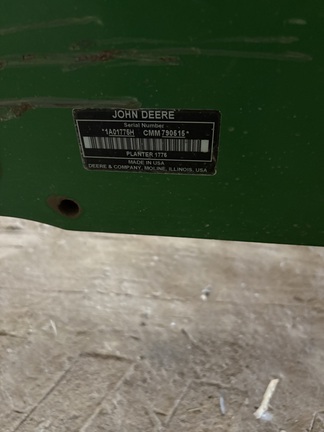 JOHN DEERE
Serial Number
*1A01775H CMM790515*
PLANTER 1775
MADE IN USA
DEERE & COMPANY, MOLINE, ILLINOIS, USA